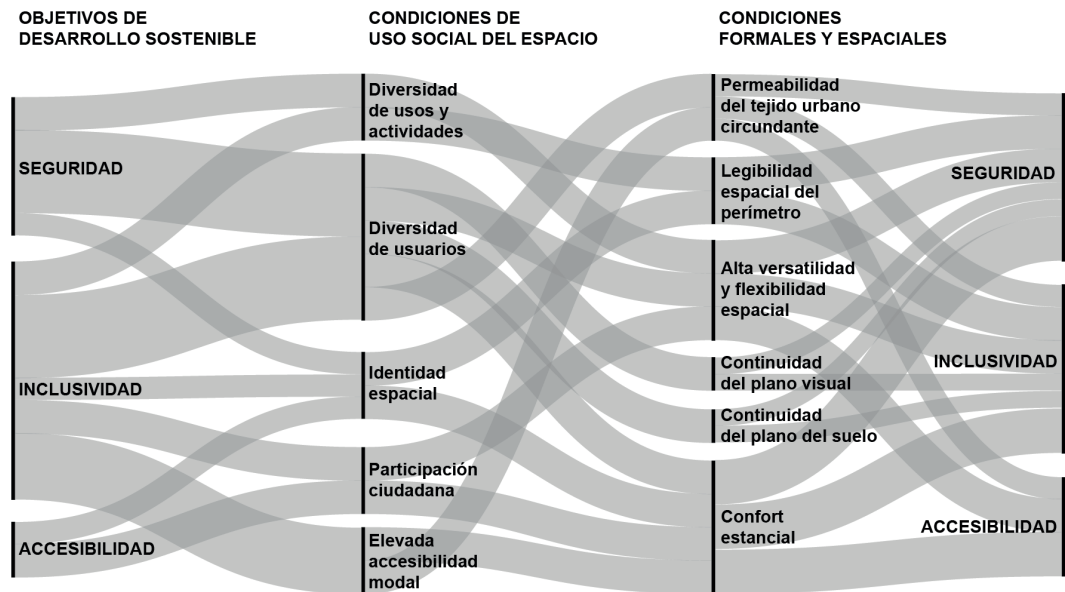 OBJETIVOS DE
DESARROLLO SOSTENIBLE
CONDICIONES DE
USO SOCIAL DEL ESPACIO
CONDICIONES
FORMALES Y ESPACIALES
SEGURIDAD
INCLUSIVIDAD
ACCESIBILIDAD
Diversidad
de usos y
actividades
Diversidad
de usuarios
Identidad
espacial
Participación
ciudadana
Elevada
accesibilidad
modal
Permeabilidad
del tejido urbano
circundante
Legibilidad
espacial del
perímetro
Alta versatilidad
y flexibilidad
espacial
Continuidad
del plano visual
Continuidad
del plano del suelo
Confort
estancial
SEGURIDAD
INCLUSIVIDAD
ACCESIBILIDAD